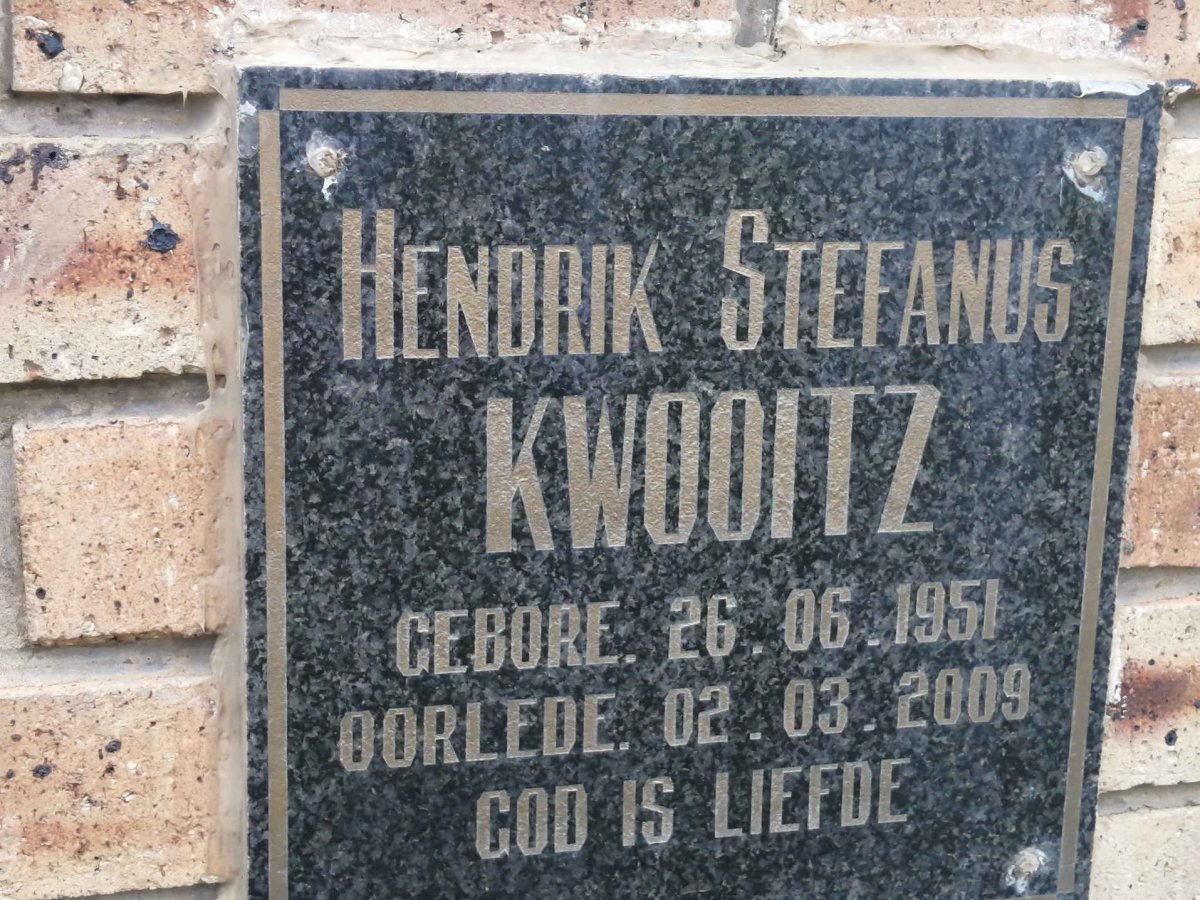 Hendrik Stefanus
KWOOITZ
GEBORE. 26. 06. 1951
OORLEDE. 02. 03. 2009
GOD IS LIEFDE